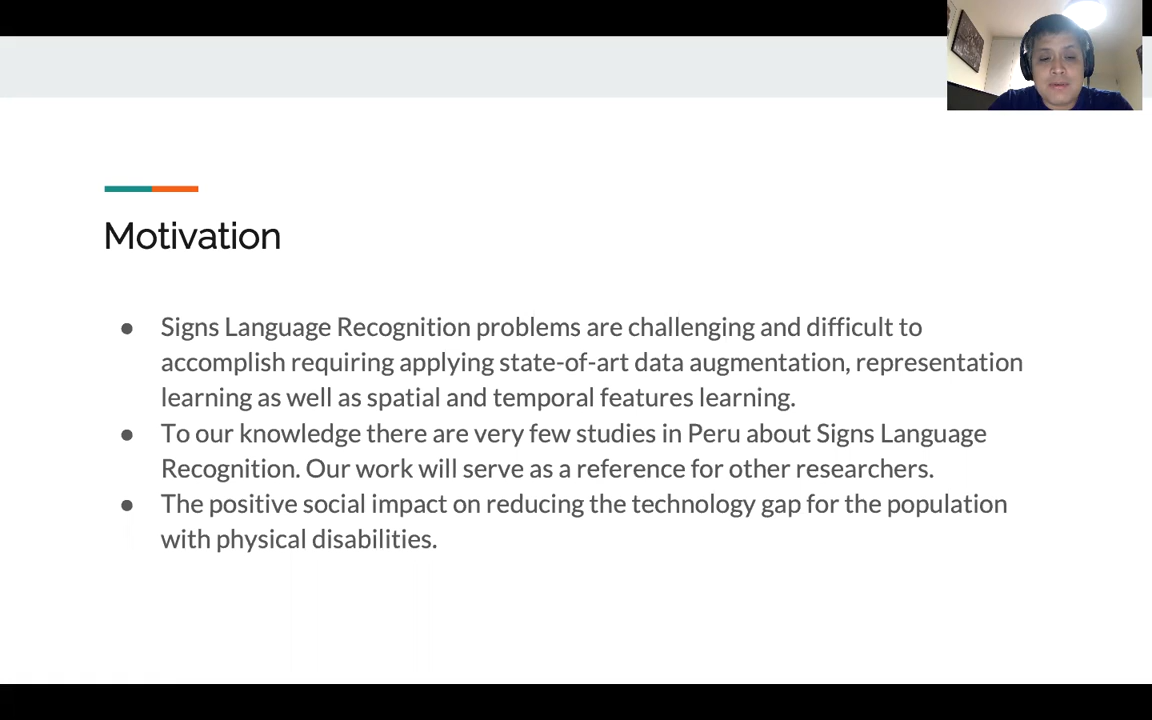 Motivation
● Signs Language Recognition problems are challenging and difficult to
accomplish requiring applying state-of-art data augmentation, representation
learning as well as spatial and temporal features learning.
● To our knowledge there are very few studies in Peru about Signs Language
Recognition. Our work will serve as a reference for other researchers.
● The positive social impact on reducing the technology gap for the population
with physical disabilities.